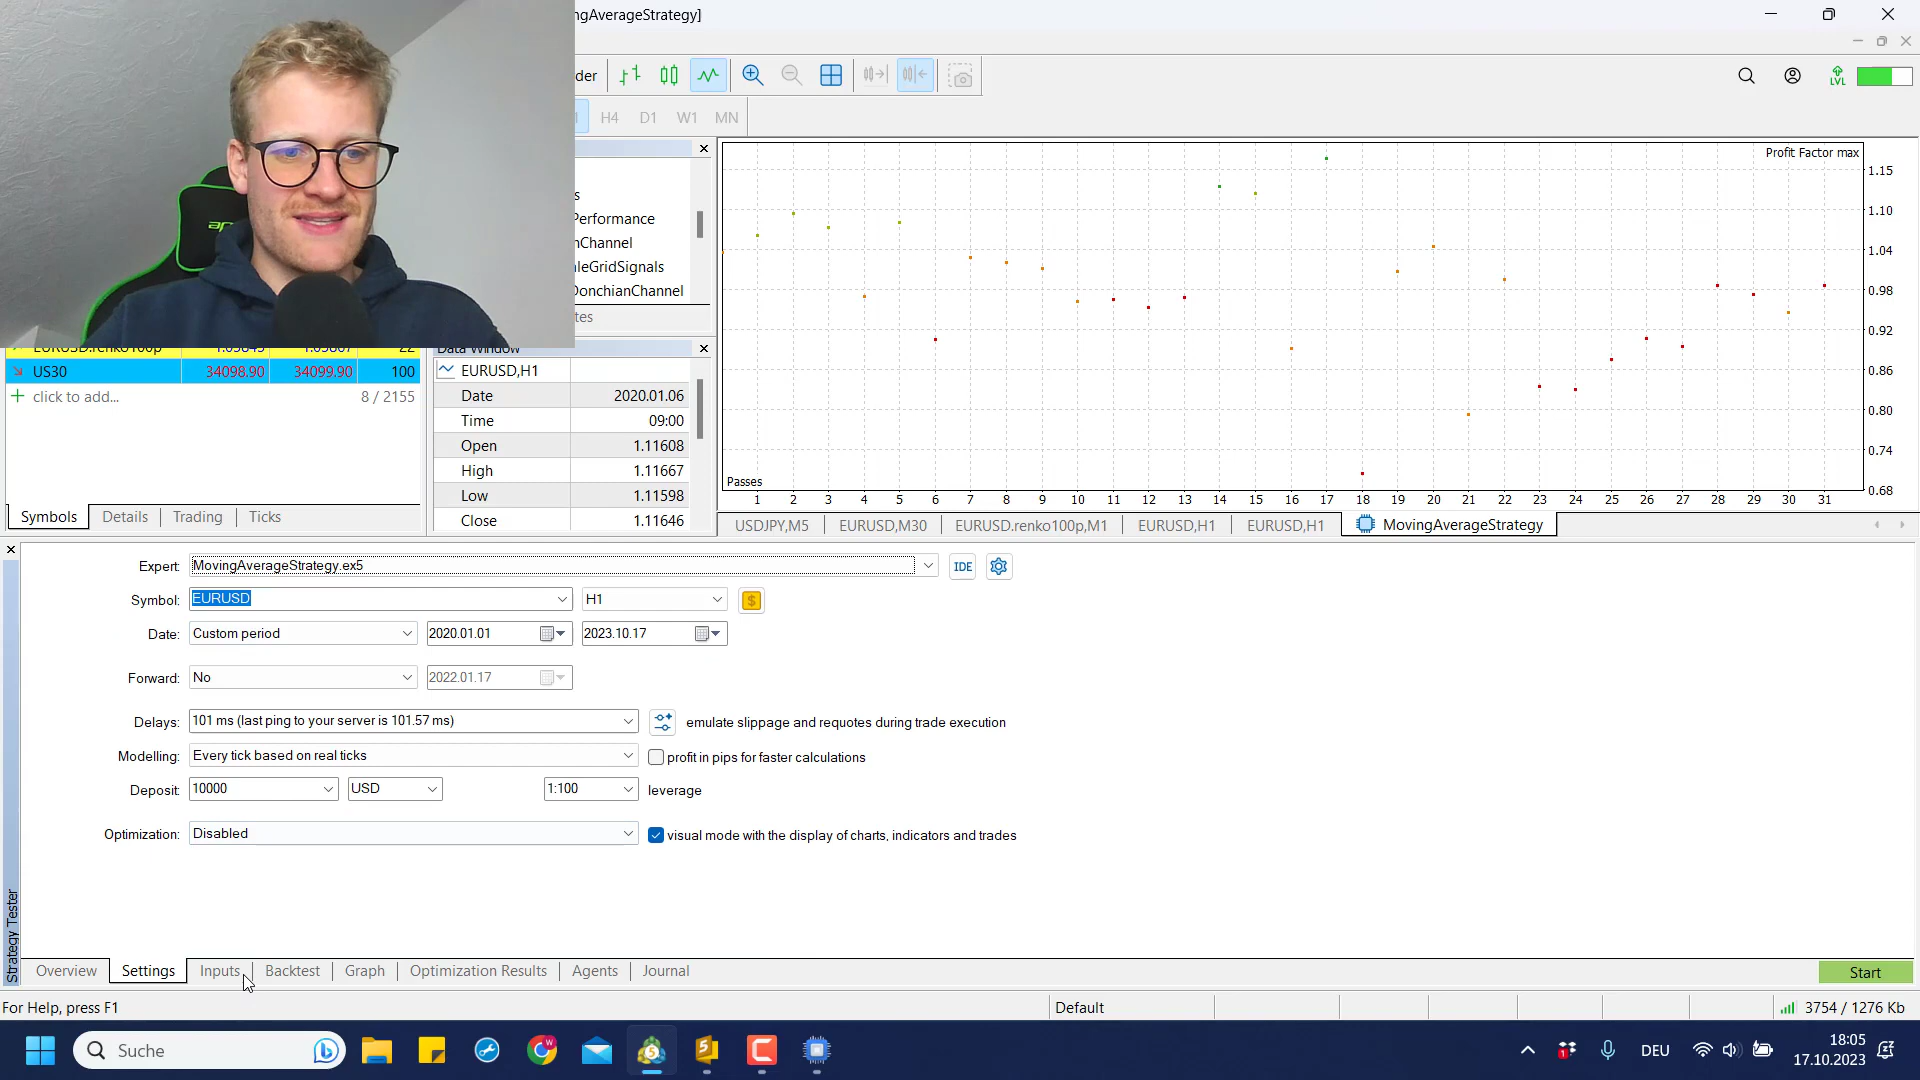 ngAverageStrategy]
der
H4 D1 W1 MN
LVL
s
Performance
nChannel
leGridSignals
DonchianChannel
tes
EURUSD.renko100p 1.05845 1.05867 22
US30 34098.90 34099.90 100
click to add... 8 / 2155
Symbols Details Trading Ticks
Data Window
EURUSD,H1
Date 2020.01.06
Time 09:00
Open 1.11608
High 1.11667
Low 1.11598
Close 1.11646
Profit Factor max
1.15
1.10
1.04
0.98
0.92
0.86
0.80
0.74
0.68
Passes
1 2 3 4 5 6 7 8 9 10 11 12 13 14 15 16 17 18 19 20 21 22 23 24 25 26 27 28 29 30 31
USDJPY,M5 EURUSD,M30 EURUSD.renko100p,M1 EURUSD,H1 EURUSD,H1 MovingAverageStrategy
Expert: MovingAverageStrategy.ex5 IDE
Symbol: EURUSD H1 $
Date: Custom period 2020.01.01 2023.10.17
Forward: No 2022.01.17
Delays: 101 ms (last ping to your server is 101.57 ms) emulate slippage and requotes during trade execution
Modelling: Every tick based on real ticks profit in pips for faster calculations
Deposit: 10000 USD 1:100 leverage
Optimization: Disabled visual mode with the display of charts, indicators and trades
Strategy Tester
Overview Settings Inputs Backtest Graph Optimization Results Agents Journal Start
For Help, press F1 Default 3754 / 1276 Kb
Suche DEU 18:05
17.10.2023